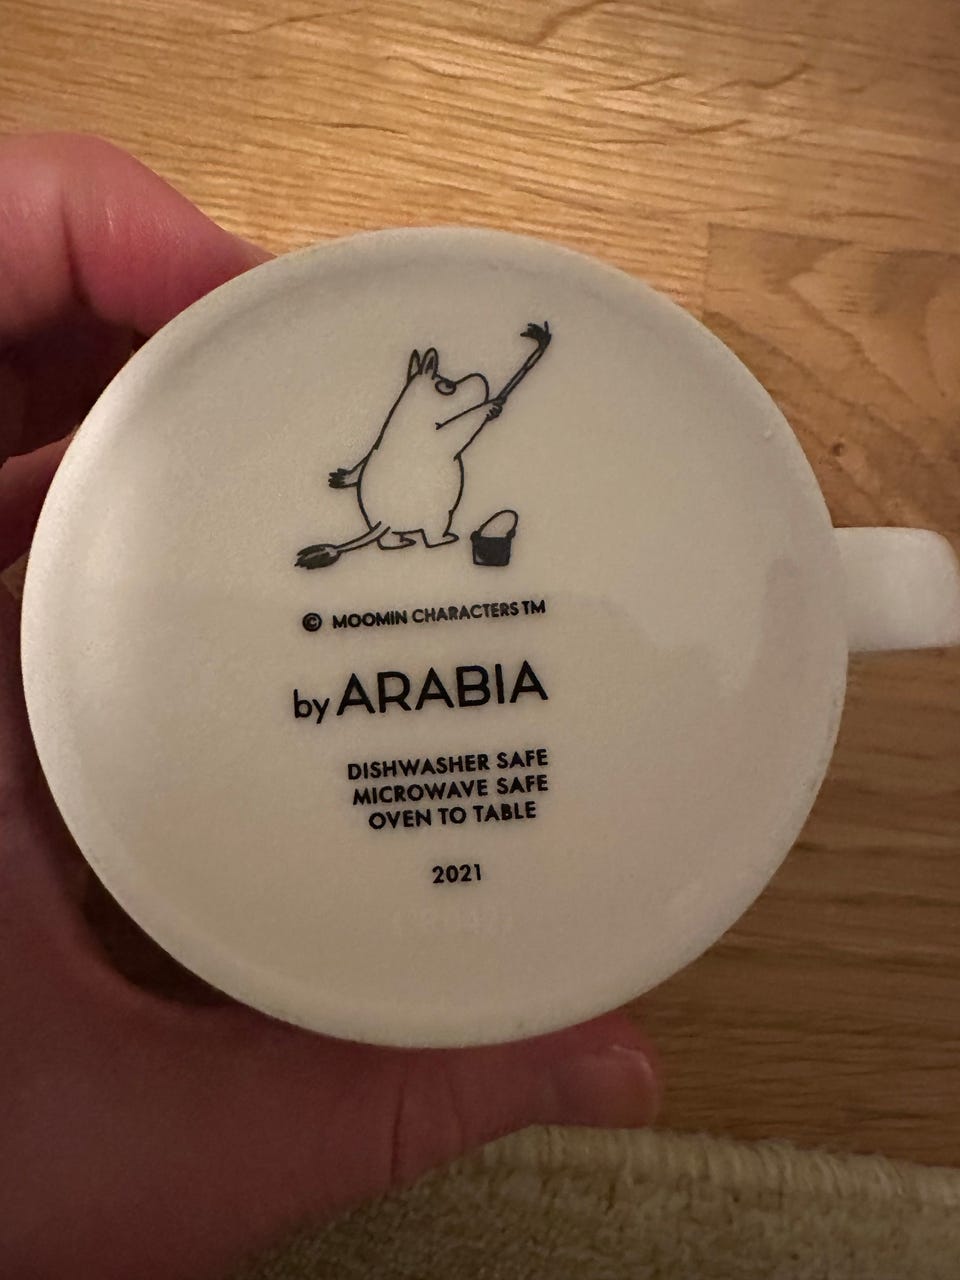 © MOOMIN CHARACTERS TM
by ARABIA
DISHWASHER SAFE
MICROWAVE SAFE
OVEN TO TABLE
2021